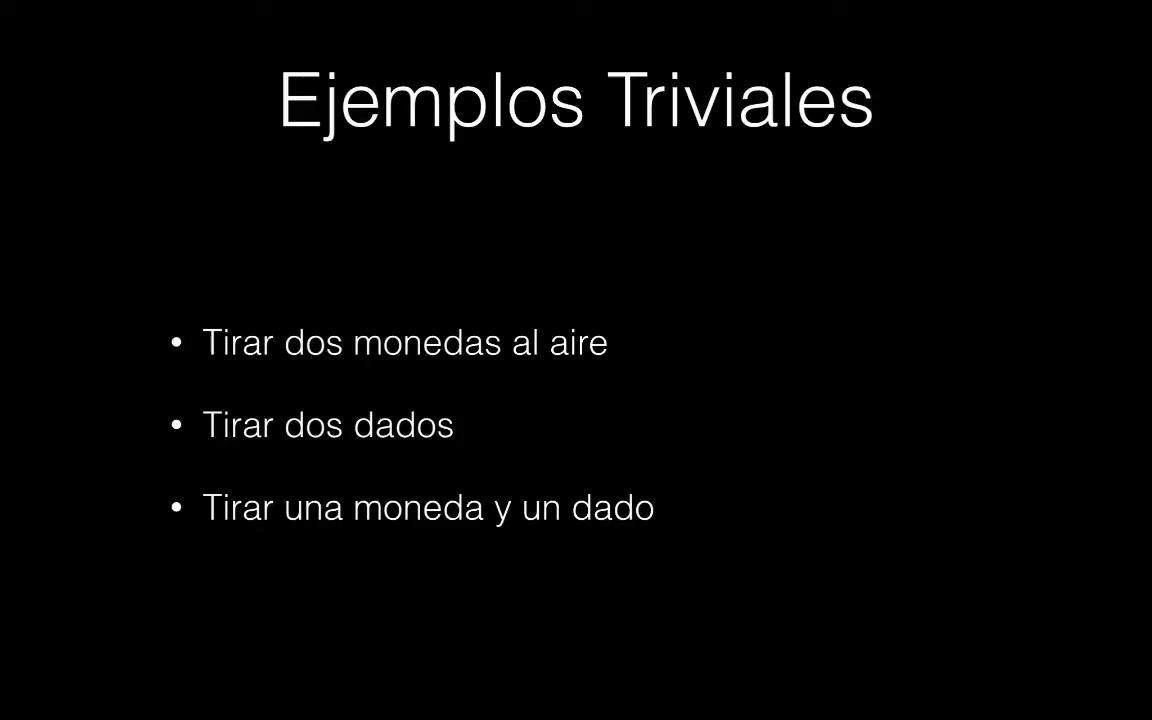 Ejemplos Triviales
• Tirar dos monedas al aire
• Tirar dos dados
• Tirar una moneda y un dado